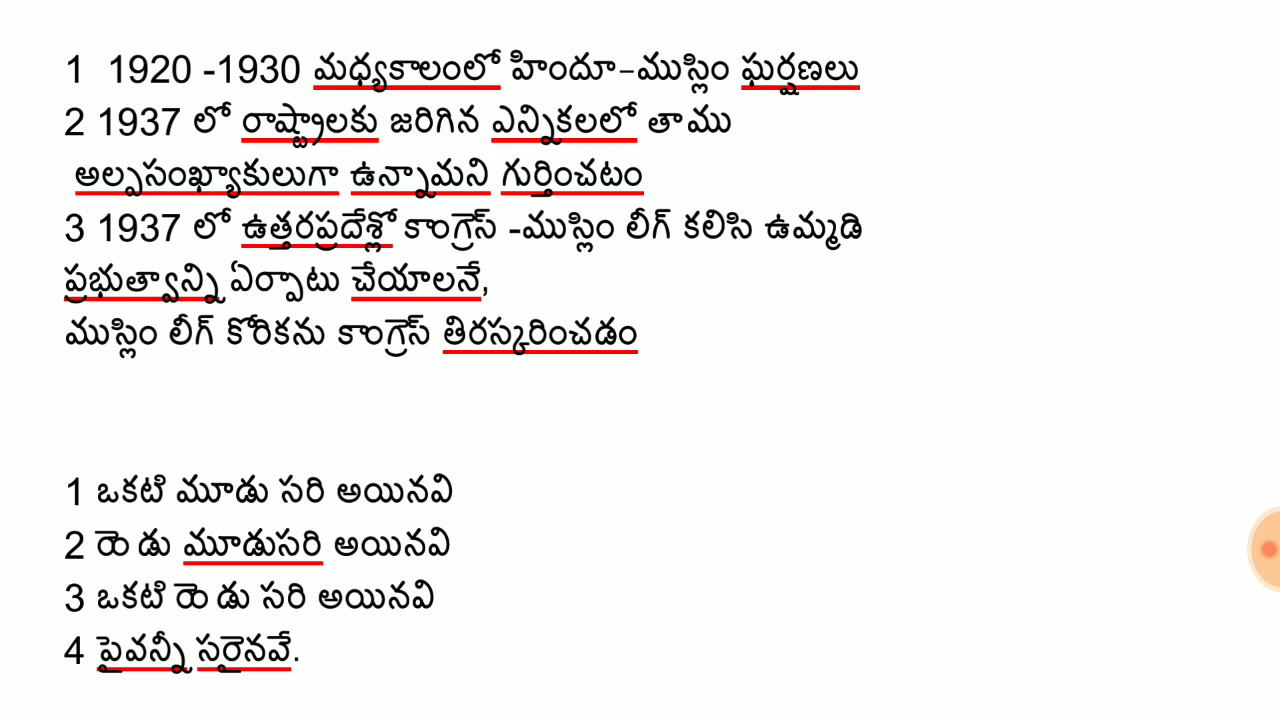 1 1920 -1930 మధ్యకాలంలో హిందూ-ముస్లిం ఘర్షణలు
2 1937 లో రాష్ట్రాలకు జరిగిన ఎన్నికలలో తాము
అల్పసంఖ్యాకులుగా ఉన్నామని గుర్తించటం
3 1937 లో ఉత్తరప్రదేశ్లో కాంగ్రెస్ -ముస్లిం లీగ్ కలిసి ఉమ్మడి
ప్రభుత్వాన్ని ఏర్పాటు చేయాలనే,
ముస్లిం లీగ్ కోరికను కాంగ్రెస్ తిరస్కరించడం
1 ఒకటి మూడు సరి అయినవి
2 రెండు మూడుసరి అయినవి
3 ఒకటి రెండు సరి అయినవి
4 పైవన్నీ సరైనవే.